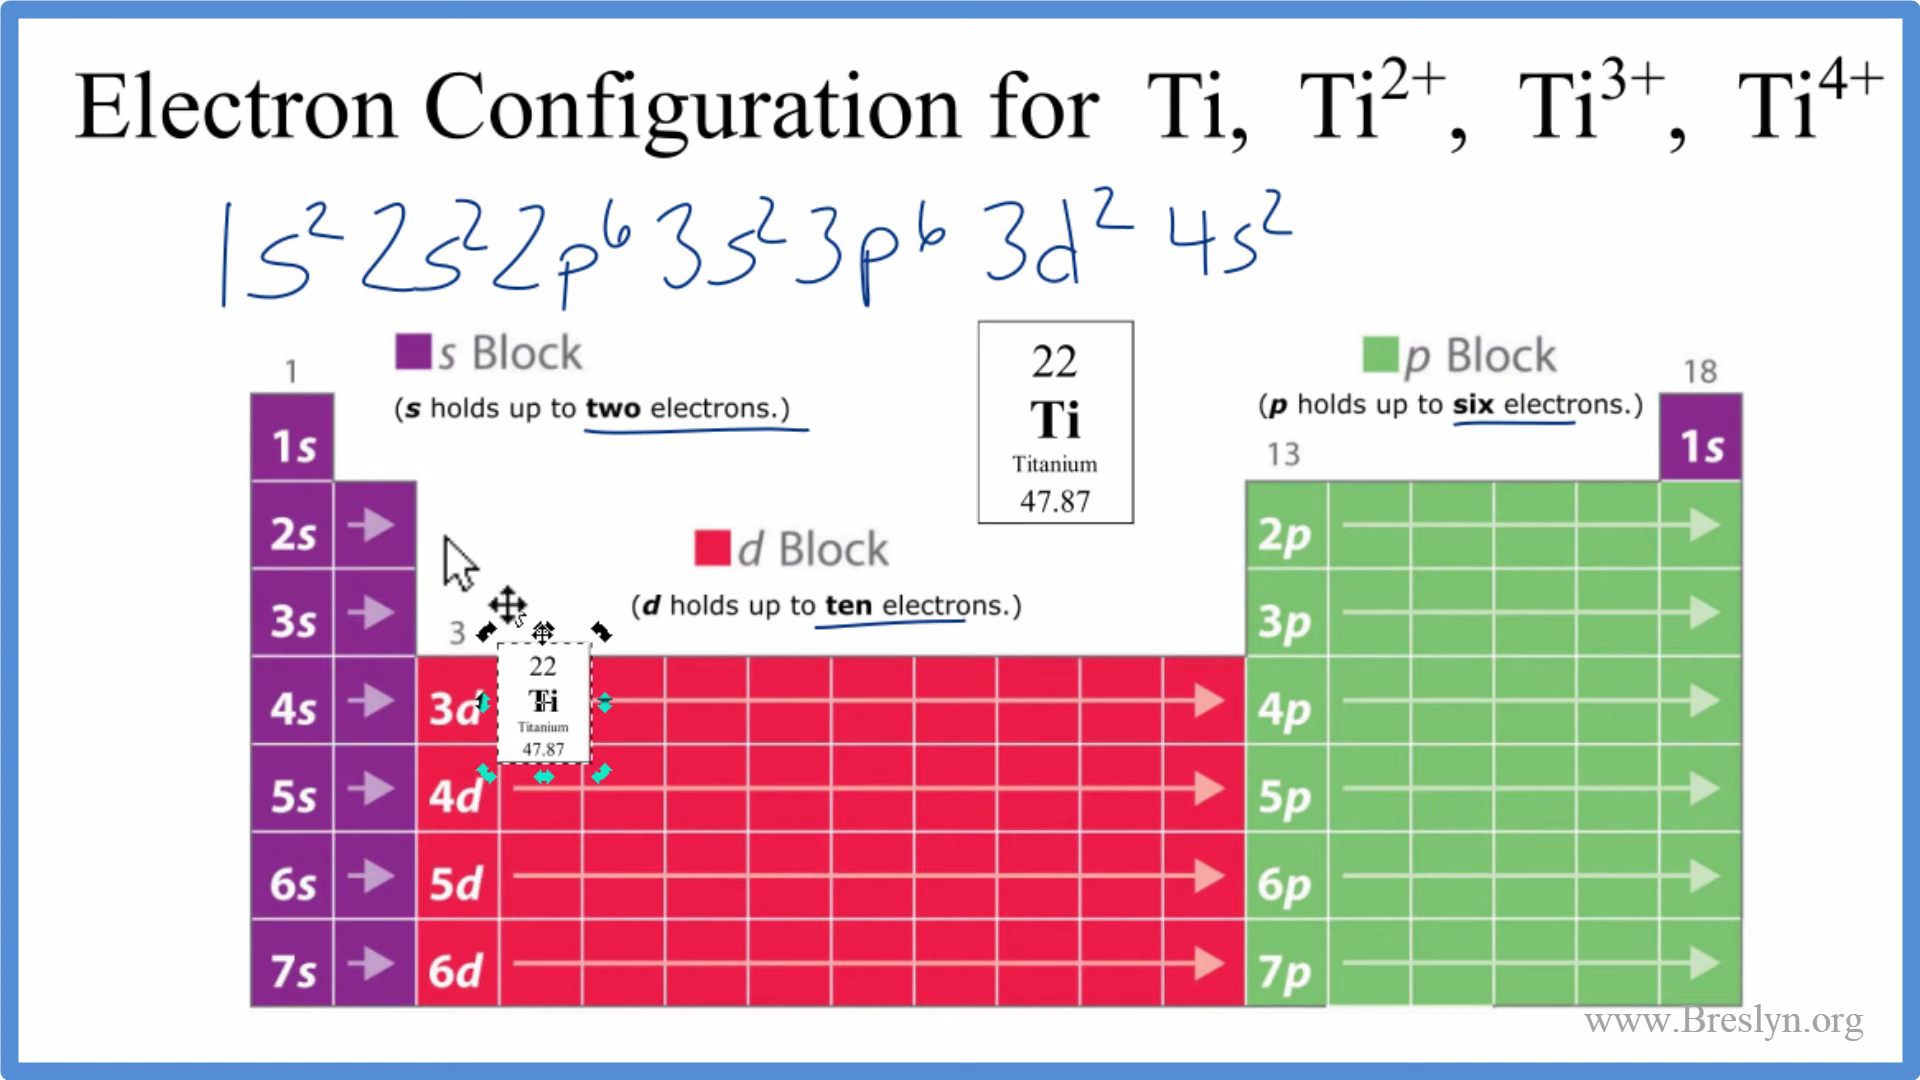 Electron Configuration for Ti, Ti²⁺, Ti³⁺, Ti⁴⁺
1s² 2s² 2p⁶ 3s² 3p⁶ 3d² 4s²
1
s Block
(s holds up to two electrons.)
22
Ti
Titanium
47.87
p Block
(p holds up to six electrons.)
13
18
d Block
(d holds up to ten electrons.)
3
22
Ti
Titanium
47.87
1s 1s
2s 2p
3s 3p
4s 3d 4p
5s 4d 5p
6s 5d 6p
7s 6d 7p
www.Breslyn.org